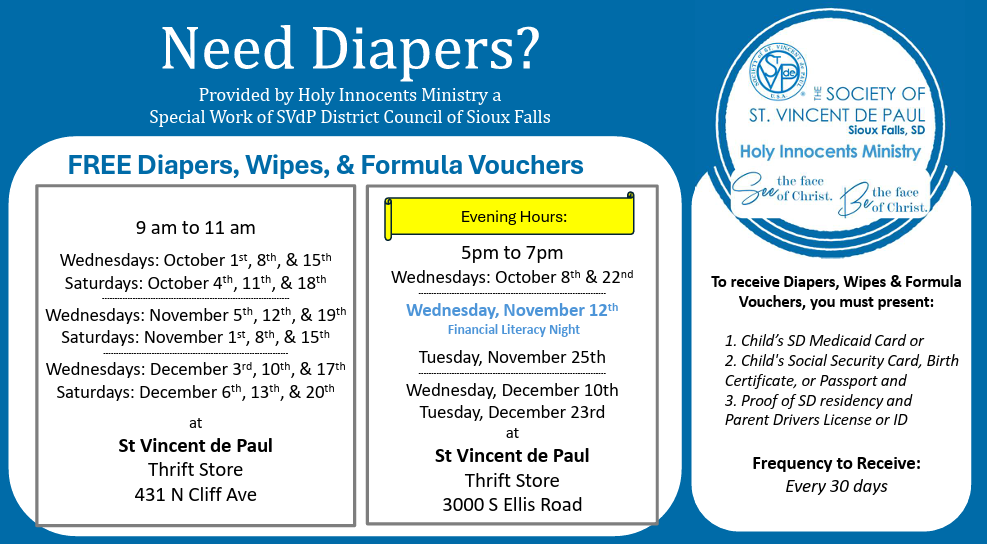 Need Diapers?
Provided by Holy Innocents Ministry a
Special Work of SVdP District Council of Sioux Falls
FREE Diapers, Wipes, & Formula Vouchers
9 am to 11 am
Wednesdays: October 1st, 8th, & 15th
Saturdays: October 4th, 11th, & 18th
Wednesdays: November 5th, 12th, & 19th
Saturdays: November 1st, 8th, & 15th
Wednesdays: December 3rd, 10th, & 17th
Saturdays: December 6th, 13th, & 20th
at
St Vincent de Paul
Thrift Store
431 N Cliff Ave
Evening Hours:
5pm to 7pm
Wednesdays: October 8th & 22nd
Wednesday, November 12th
Financial Literacy Night
Tuesday, November 25th
Wednesday, December 10th
Tuesday, December 23rd
at
St Vincent de Paul
Thrift Store
3000 S Ellis Road
SOCIETY OF ST. VINCENT de PAUL
STVP de P
U.S.A.
THE SOCIETY OF
ST. VINCENT DE PAUL
Sioux Falls, SD
Holy Innocents Ministry
See the face of Christ.
Be the face of Christ.
To receive Diapers, Wipes & Formula
Vouchers, you must present:
1. Child's SD Medicaid Card or
2. Child's Social Security Card, Birth
Certificate, or Passport and
3. Proof of SD residency and
Parent Drivers License or ID
Frequency to Receive:
Every 30 days